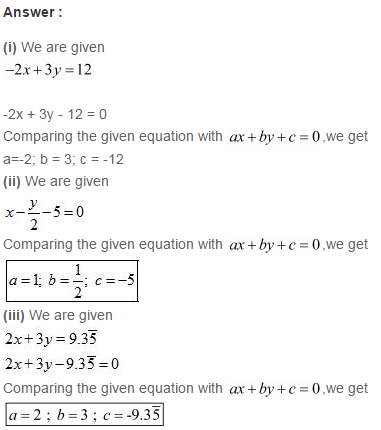 Answer :
(i) We are given
−2x+3y=12
-2x + 3y - 12 = 0
Comparing the given equation with ax+by+c=0 ,we get
a=-2; b = 3; c = -12
(ii) We are given
x−y/2−5=0
Comparing the given equation with ax+by+c=0 ,we get
a=1; b=1/2; c=−5
(iii) We are given
2x+3y=9.35̅
2x+3y−9.35̅=0
Comparing the given equation with ax+by+c=0 ,we get
a=2 ; b=3 ; c=-9.35̅